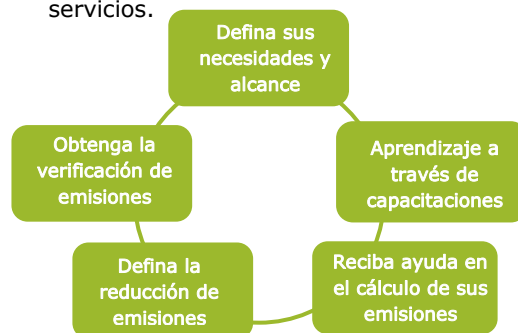 servicios.
Defina sus
necesidades y
alcance
Aprendizaje a
través de
capacitaciones
Reciba ayuda en
el cálculo de sus
emisiones
Defina la
reducción de
emisiones
Obtenga la
verificación de
emisiones